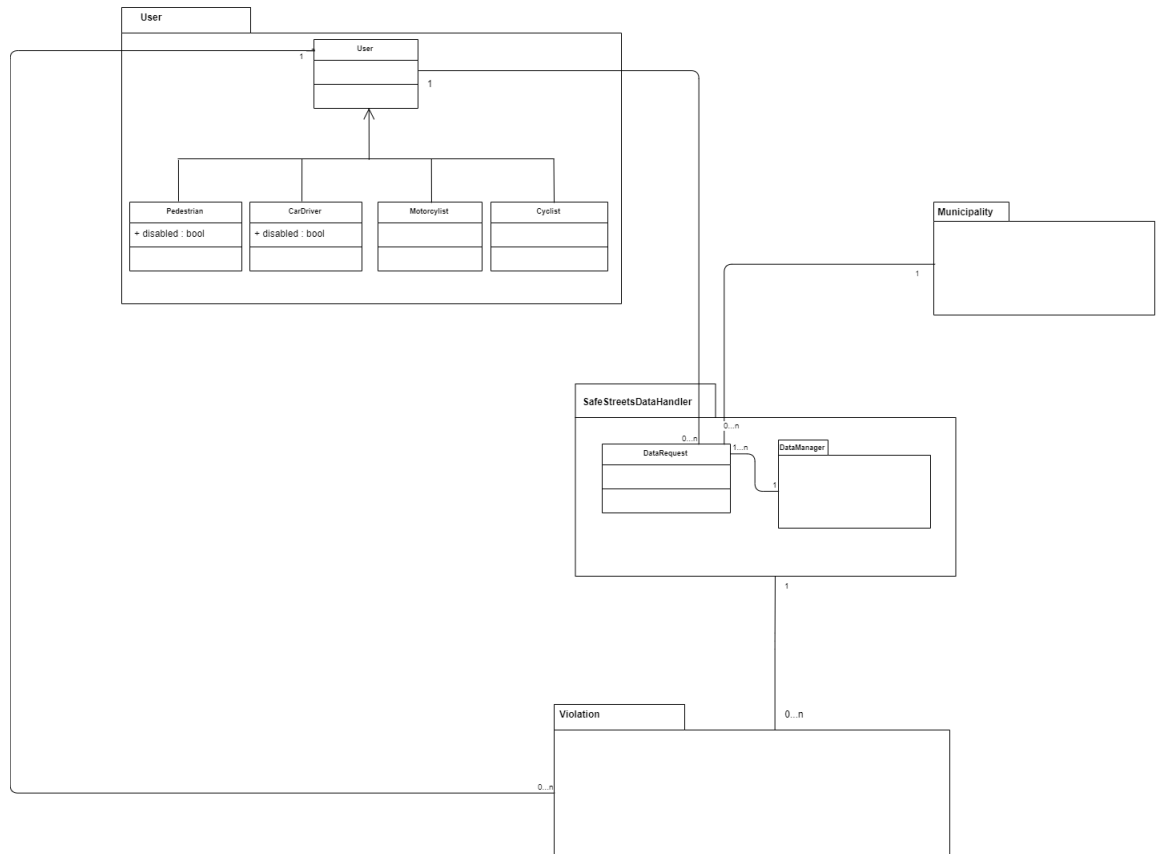 User
User
1
1
Pedestrian
CarDriver
Motorcylist
Cyclist
+ disabled : bool
+ disabled : bool
Municipality
1
SafeStreetsDataHandler
0...n
0...n
DataRequest
1...n
DataManager
1
1
Violation
0...n
0...n